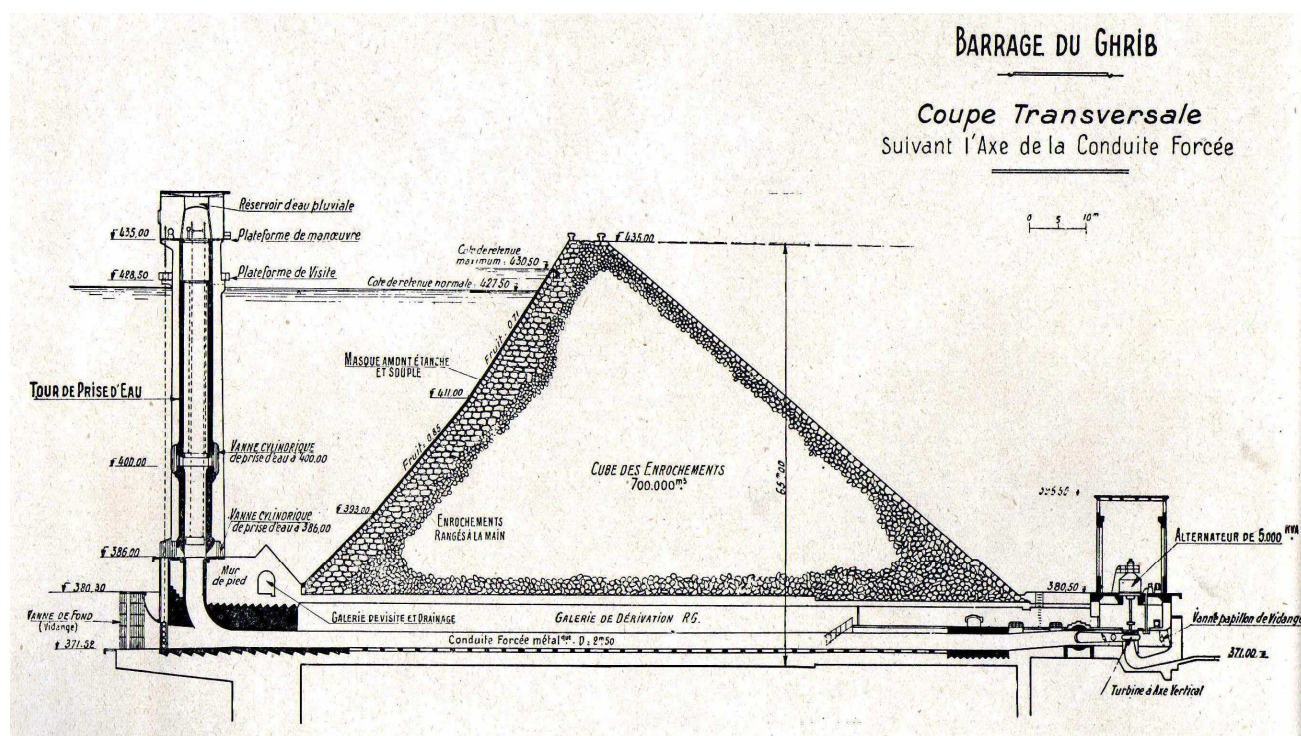 BARRAGE DU GHRIB
Coupe Transversale
Suivant l'Axe de la Conduite Forcée
0 5 10m
Réservoir d'eau pluviale
435,00
Plateforme de manœuvre
428,50
Plateforme de Visite
Cote de retenue
maximum : 430.50
Cote de retenue normale : 427.50
435.00
Fruit. 0.71
MASQUE AMONT ÉTANCHE
ET SOUPLE
TOUR DE PRISE D'EAU
411.00
Fruit. 0.85
VANNE CYLINDRIQUE
de prise d'eau à 400.00
400.00
CUBE DES ENROCHEMENTS
700.000 m3
65m00
393.00
VANNE CYLINDRIQUE
de prise d'eau à 386,00
ENROCHEMENTS
RANGÉS À LA MAIN
ALTERNATEUR DE 5.000 KVA
386.00
Mur
de pied
380.30
380.50
VANNE DE FOND
(Vidange)
GALERIE DE VISITE ET DRAINAGE
GALERIE DE DÉRIVATION RG.
Vanne papillon de Vidange
Conduite Forcée métalque. D : 2m50
371.52
371.00
Turbine à Axe Vertical